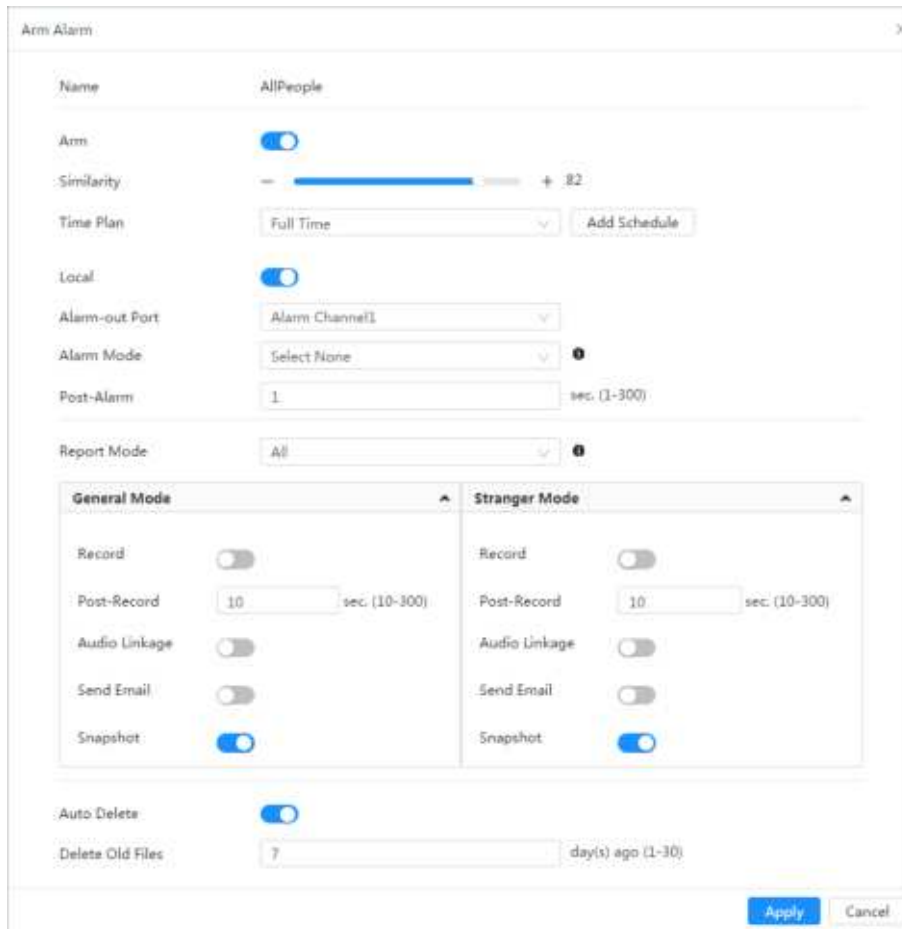 Arm Alarm
Name AllPeople
Arm
Similarity − + 82
Time Plan Full Time Add Schedule
Local
Alarm-out Port Alarm Channel1
Alarm Mode Select None
Post-Alarm 1 sec. (1-300)
Report Mode All
General Mode Stranger Mode
Record Record
Post-Record 10 sec. (10-300) Post-Record 10 sec. (10-300)
Audio Linkage Audio Linkage
Send Email Send Email
Snapshot Snapshot
Auto Delete
Delete Old Files 7 day(s) ago (1-30)
Apply Cancel